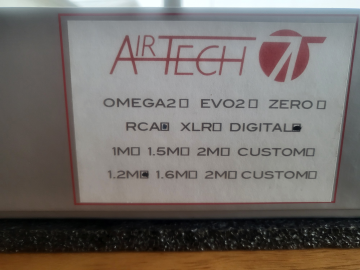 AIRTECH
OMEGA2☐ EVO2☐ ZERO☐
RCA☐ XLR☐ DIGITAL■
1M☐ 1.5M☐ 2M☐ CUSTOM☐
1.2M■ 1.6M☐ 2M☐ CUSTOM☐